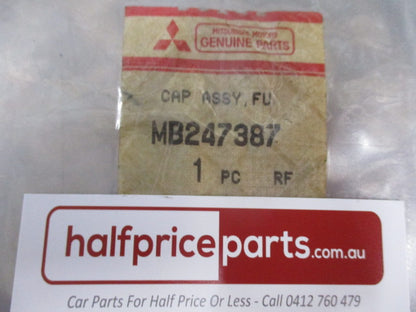 MITSUBISHI MOTORS
GENUINE PARTS
CAP ASSY,FU
MB247387
1 PC RF
halfpriceparts.com.au
Car Parts For Half Price Or Less - Call 0412 760 479